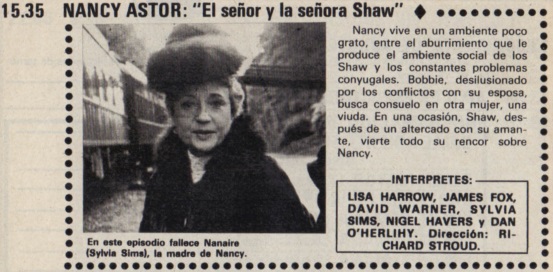 15.35 NANCY ASTOR: "El señor y la señora Shaw"
Nancy vive en un ambiente poco
grato, entre el aburrimiento que le
produce el ambiente social de los
Shaw y los constantes problemas
conyugales. Bobbie, desilusionado
por los conflictos con su esposa,
busca consuelo en otra mujer, una
viuda. En una ocasión, Shaw, des-
pués de un altercado con su aman-
te, vierte todo su rencor sobre
Nancy.
INTERPRETES:
LISA HARROW, JAMES FOX,
DAVID WARNER, SYLVIA
SIMS, NIGEL HAVERS y DAN
O'HERLIHY. Dirección: RI-
CHARD STROUD.
En este episodio fallece Nanaire
(Sylvia Sims), la madre de Nancy.